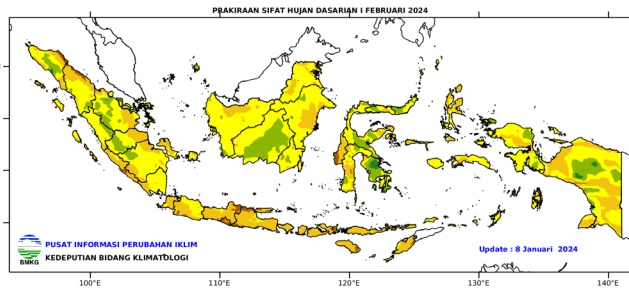 PRAKIRAAN SIFAT HUJAN DASARIAN I FEBRUARI 2024
PUSAT INFORMASI PERUBAHAN IKLIM
KEDEPUTIAN BIDANG KLIMATOLOGI
BMKG
Update : 8 Januari 2024
100°E 110°E 120°E 130°E 140°E